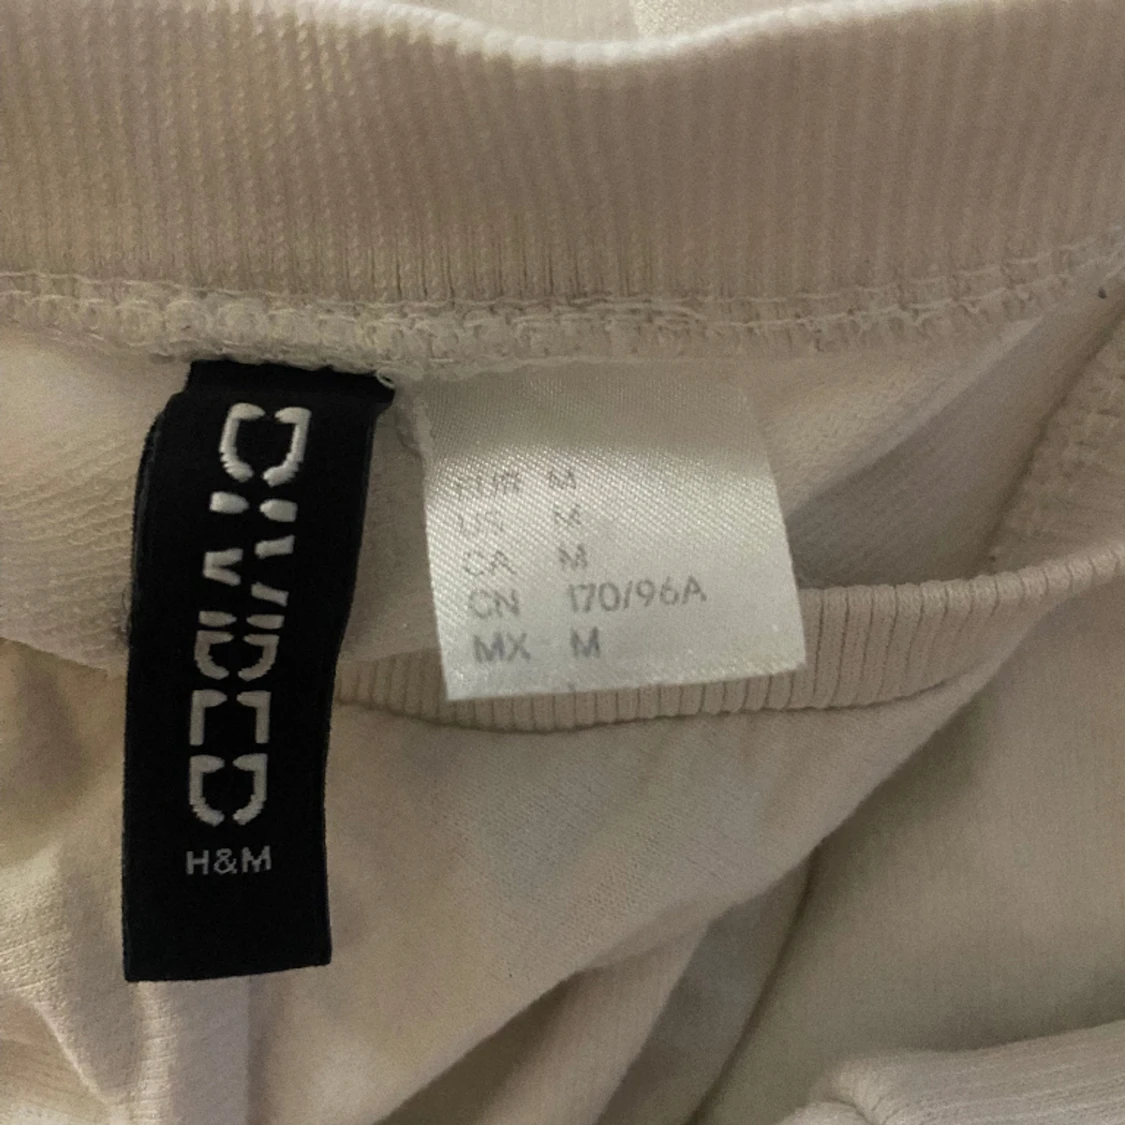 DIVIDED
H&M
EUR M
US M
CA M
CN 170/96A
MX M